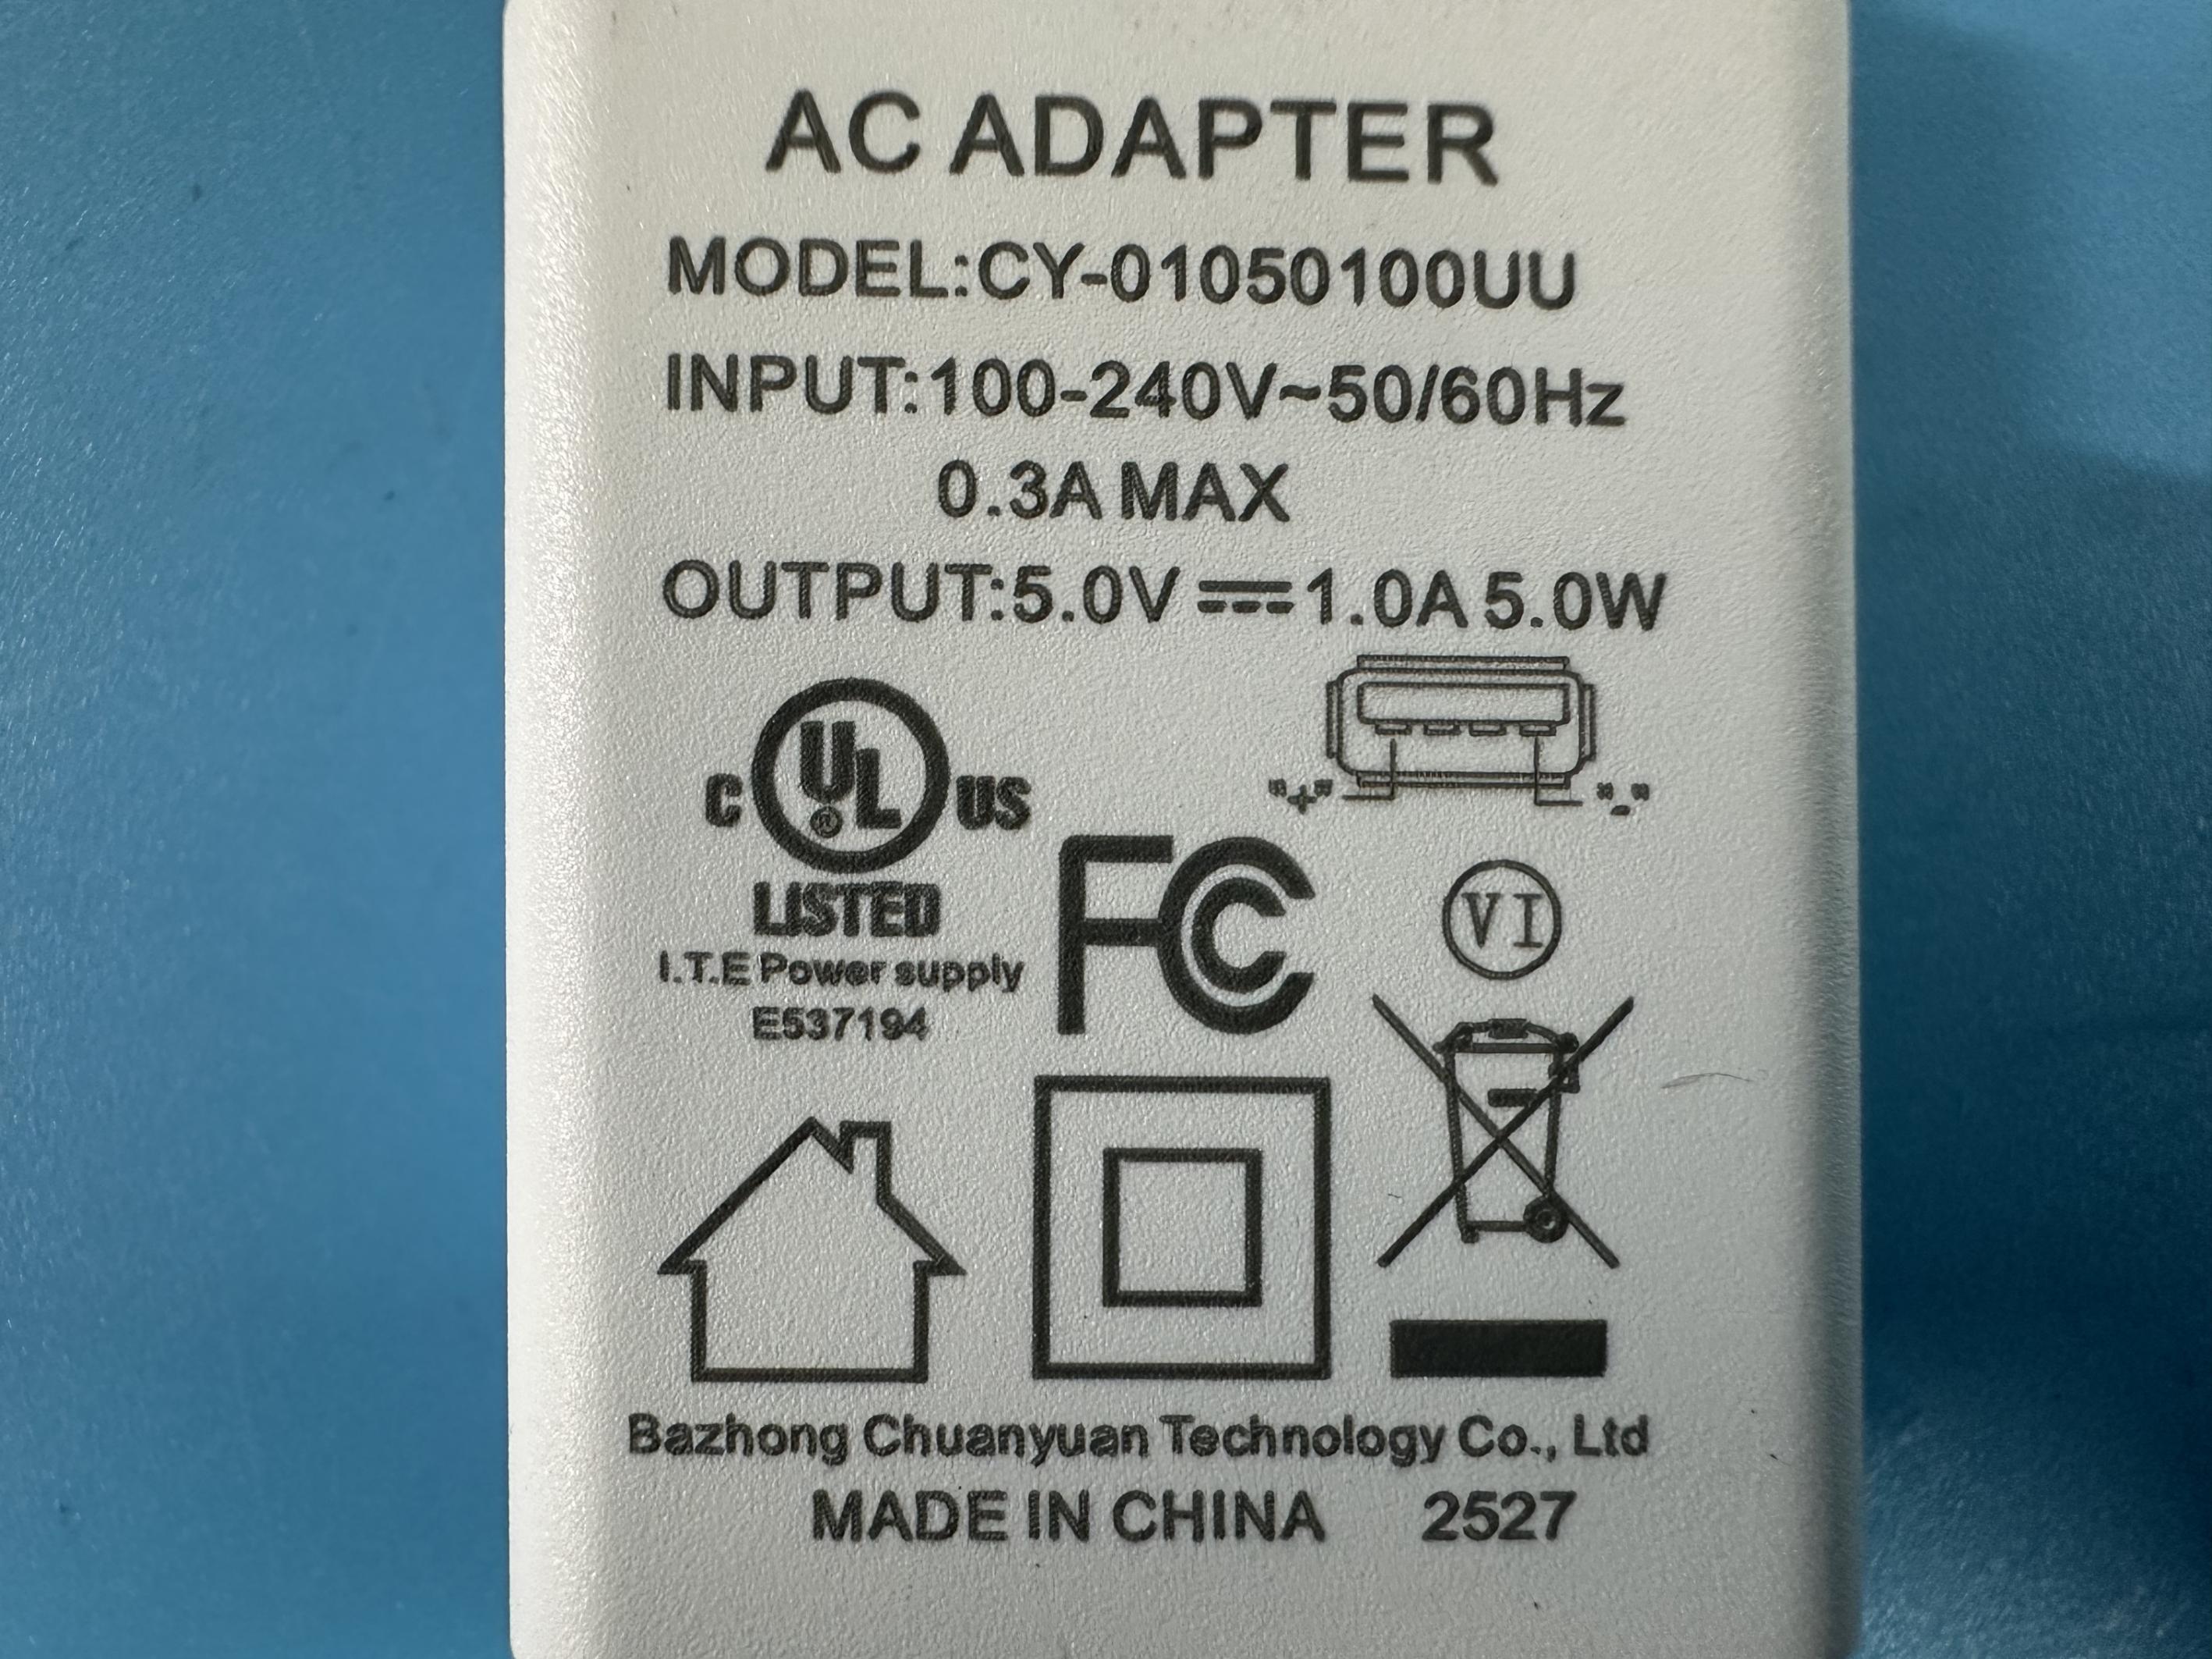 AC ADAPTER
MODEL:CY-01050100UU
INPUT:100-240V~50/60Hz
0.3A MAX
OUTPUT:5.0V⎓1.0A 5.0W
"+" "-"
C UL® US
LISTED
I.T.E Power supply
E537194
FC
VI
Bazhong Chuanyuan Technology Co., Ltd
MADE IN CHINA 2527